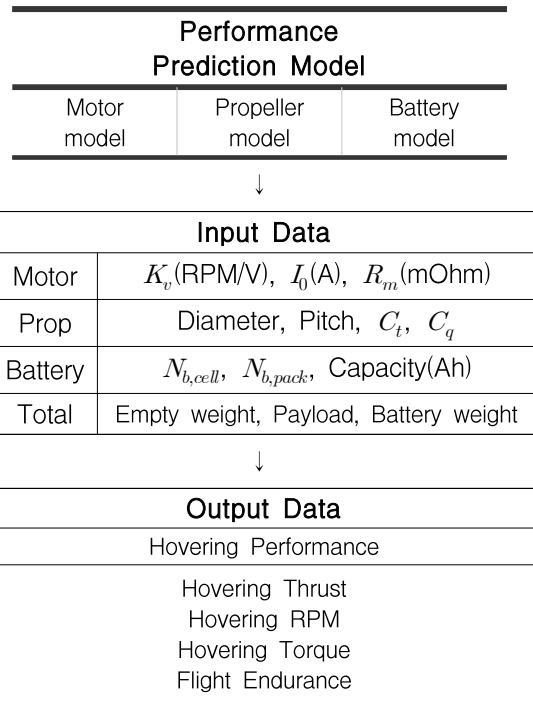 Performance
Prediction Model
Motor model
Propeller model
Battery model
↓
Input Data
Motor K_v(RPM/V), I_0(A), R_m(mOhm)
Prop Diameter, Pitch, C_t, C_q
Battery N_b,cell, N_b,pack, Capacity(Ah)
Total Empty weight, Payload, Battery weight
↓
Output Data
Hovering Performance
Hovering Thrust
Hovering RPM
Hovering Torque
Flight Endurance